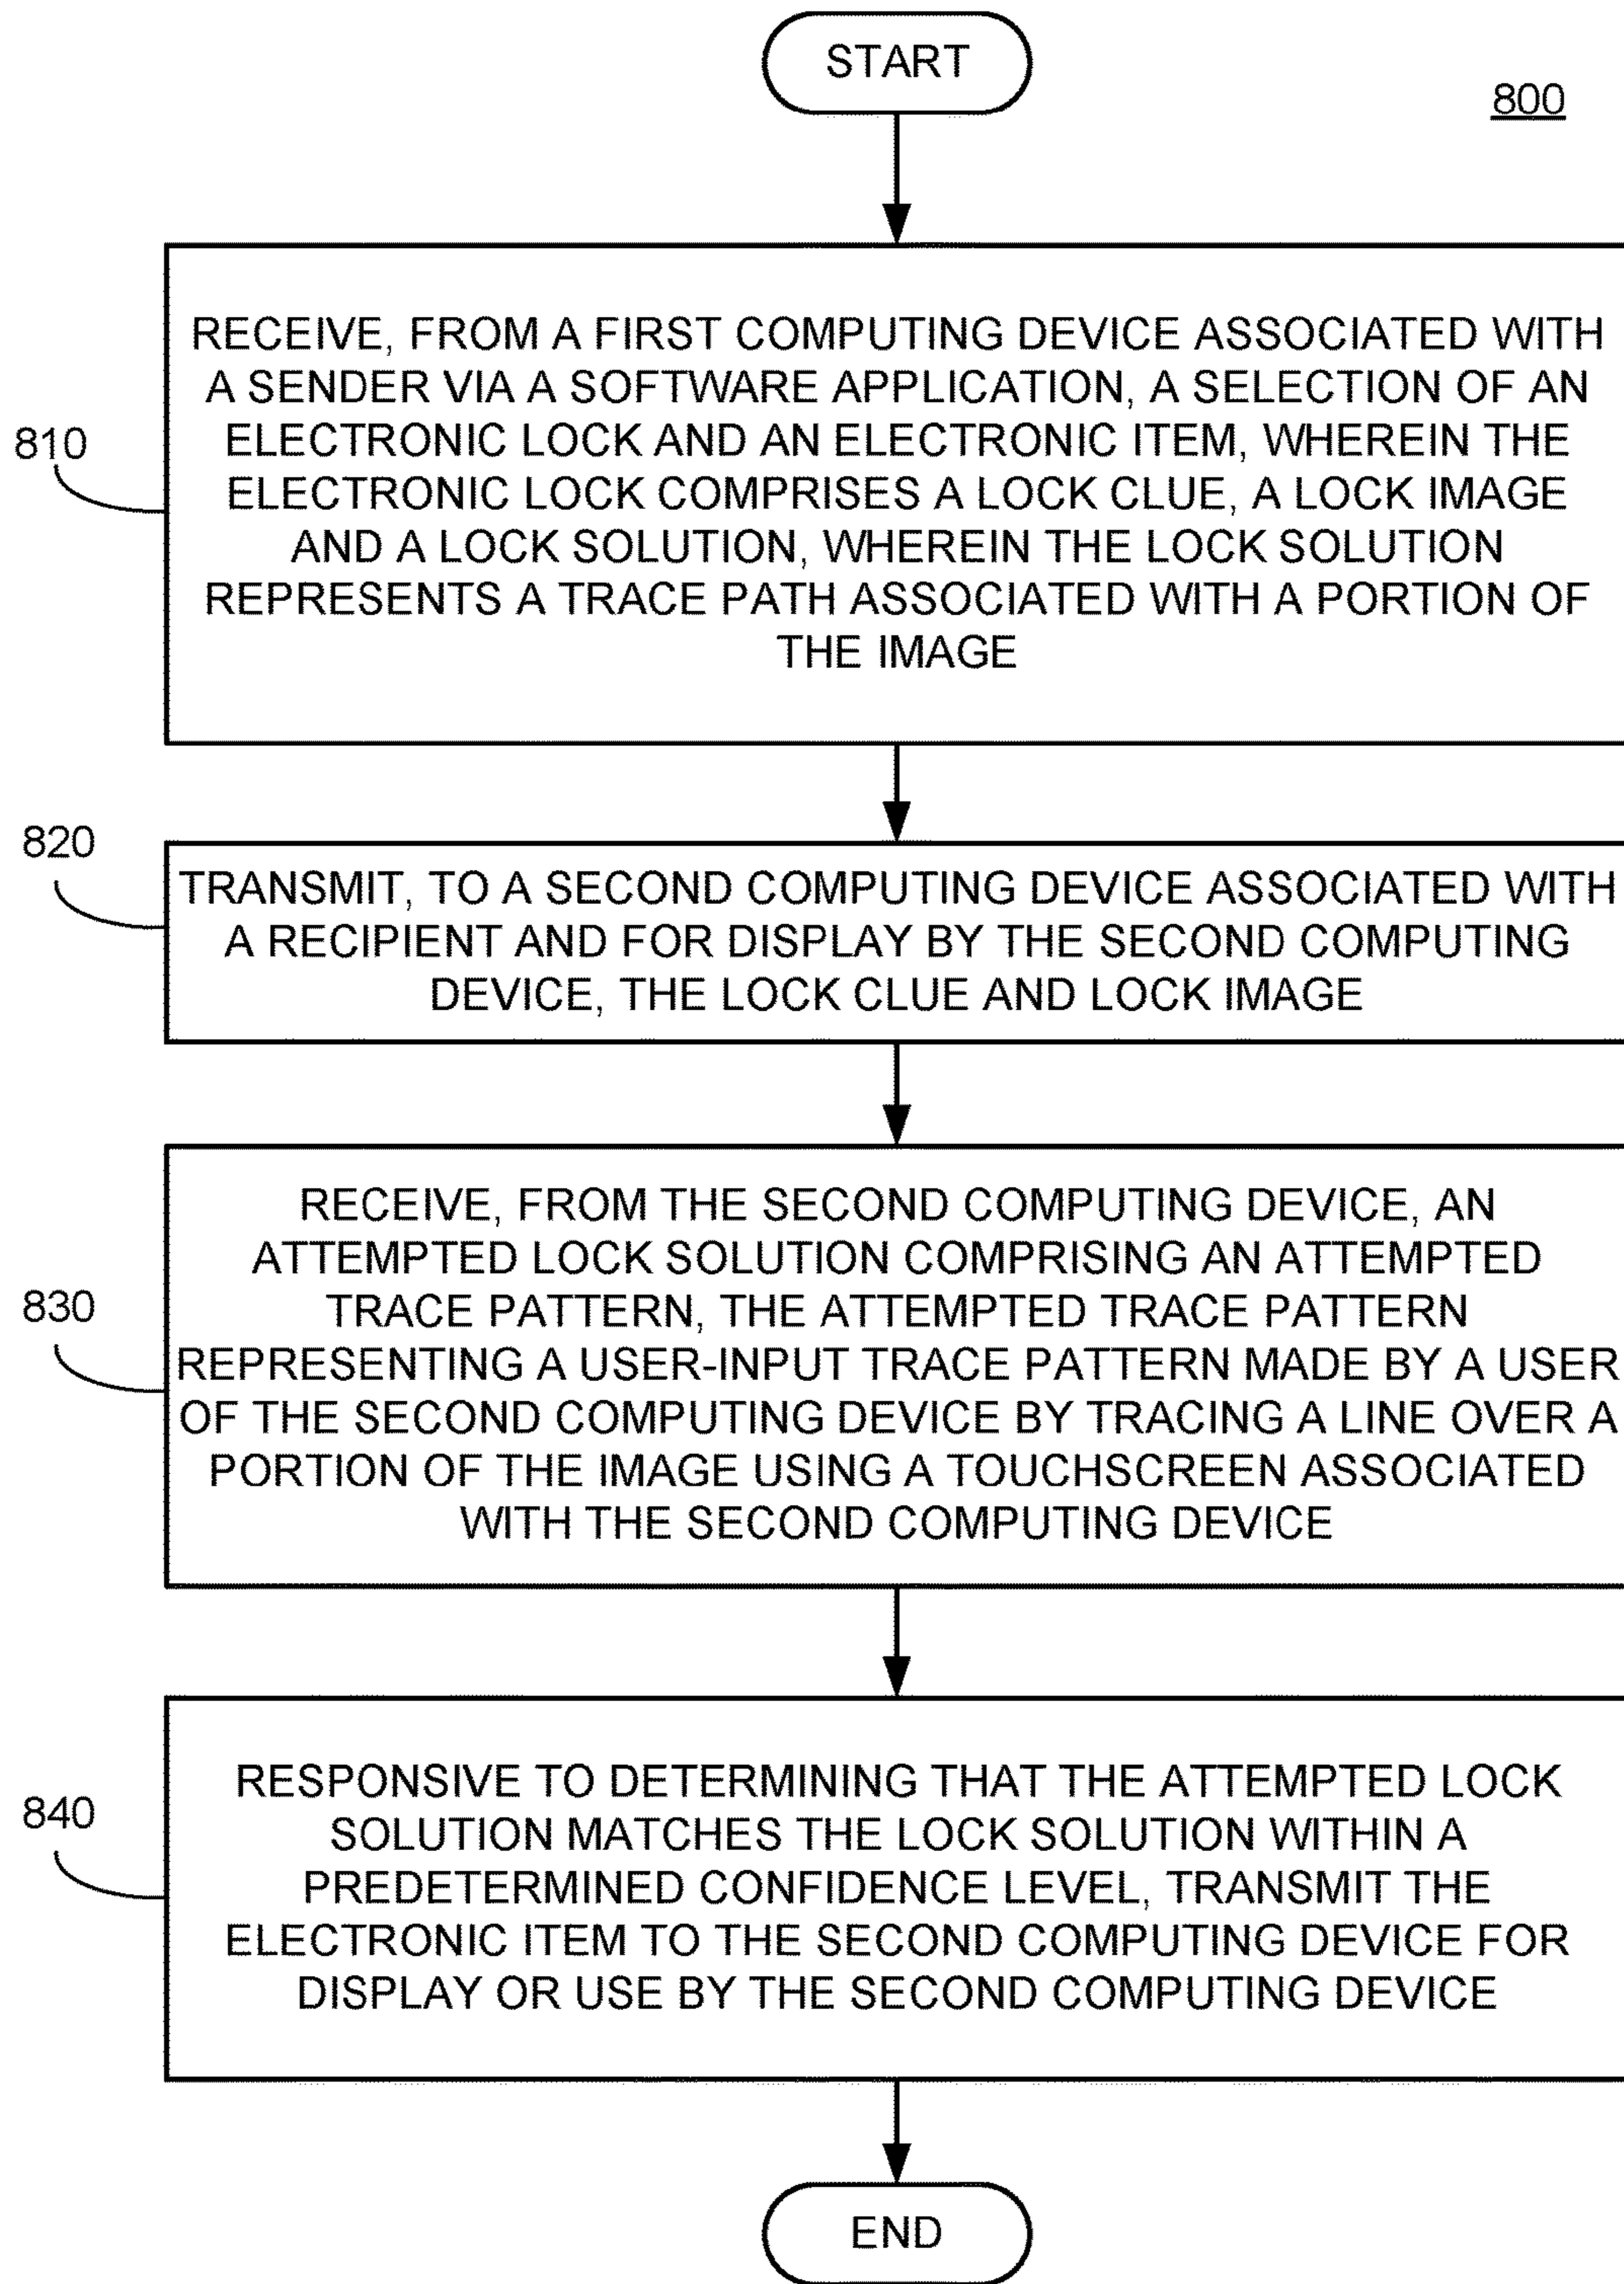 START
800
RECEIVE, FROM A FIRST COMPUTING DEVICE ASSOCIATED WITH
A SENDER VIA A SOFTWARE APPLICATION, A SELECTION OF AN
ELECTRONIC LOCK AND AN ELECTRONIC ITEM, WHEREIN THE
ELECTRONIC LOCK COMPRISES A LOCK CLUE, A LOCK IMAGE
AND A LOCK SOLUTION, WHEREIN THE LOCK SOLUTION
REPRESENTS A TRACE PATH ASSOCIATED WITH A PORTION OF
THE IMAGE
810
820
TRANSMIT, TO A SECOND COMPUTING DEVICE ASSOCIATED WITH
A RECIPIENT AND FOR DISPLAY BY THE SECOND COMPUTING
DEVICE, THE LOCK CLUE AND LOCK IMAGE
RECEIVE, FROM THE SECOND COMPUTING DEVICE, AN
ATTEMPTED LOCK SOLUTION COMPRISING AN ATTEMPTED
TRACE PATTERN, THE ATTEMPTED TRACE PATTERN
REPRESENTING A USER-INPUT TRACE PATTERN MADE BY A USER
OF THE SECOND COMPUTING DEVICE BY TRACING A LINE OVER A
PORTION OF THE IMAGE USING A TOUCHSCREEN ASSOCIATED
WITH THE SECOND COMPUTING DEVICE
830
RESPONSIVE TO DETERMINING THAT THE ATTEMPTED LOCK
SOLUTION MATCHES THE LOCK SOLUTION WITHIN A
PREDETERMINED CONFIDENCE LEVEL, TRANSMIT THE
ELECTRONIC ITEM TO THE SECOND COMPUTING DEVICE FOR
DISPLAY OR USE BY THE SECOND COMPUTING DEVICE
840
END